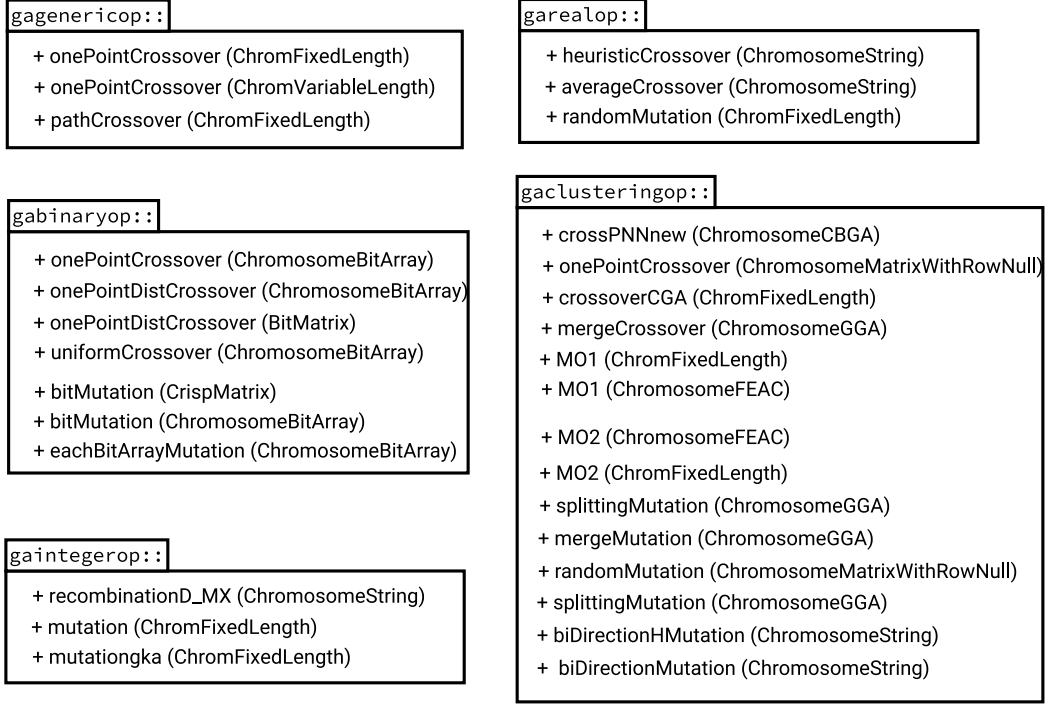 gagenericop::
+ onePointCrossover (ChromFixedLength)
+ onePointCrossover (ChromVariableLength)
+ pathCrossover (ChromFixedLength)
garealop::
+ heuristicCrossover (ChromosomeString)
+ averageCrossover (ChromosomeString)
+ randomMutation (ChromFixedLength)
gabinaryop::
+ onePointCrossover (ChromosomeBitArray)
+ onePointDistCrossover (ChromosomeBitArray)
+ onePointDistCrossover (BitMatrix)
+ uniformCrossover (ChromosomeBitArray)
+ bitMutation (CrispMatrix)
+ bitMutation (ChromosomeBitArray)
+ eachBitArrayMutation (ChromosomeBitArray)
gaclusteringop::
+ crossPNNnew (ChromosomeCBGA)
+ onePointCrossover (ChromosomeMatrixWithRowNull)
+ crossoverCGA (ChromFixedLength)
+ mergeCrossover (ChromosomeGGA)
+ MO1 (ChromFixedLength)
+ MO1 (ChromosomeFEAC)
+ MO2 (ChromosomeFEAC)
+ MO2 (ChromFixedLength)
+ splittingMutation (ChromosomeGGA)
+ mergeMutation (ChromosomeGGA)
+ randomMutation (ChromosomeMatrixWithRowNull)
+ splittingMutation (ChromosomeGGA)
+ biDirectionHMutation (ChromosomeString)
+ biDirectionMutation (ChromosomeString)
gaintegerop::
+ recombinationD_MX (ChromosomeString)
+ mutation (ChromFixedLength)
+ mutationgka (ChromFixedLength)